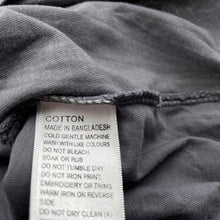 COTTON
MADE IN BANGLADESH
COLD GENTLE MACHINE
WASH WITH LIKE COLOURS
DO NOT BLEACH,
SOAK OR RUB
DO NOT TUMBLE DRY
DO NOT IRON PRINT,
EMBROIDERY OR TRIMS
WARM IRON ON REVERSE
SIDE
DO NOT DRY CLEAN (X)